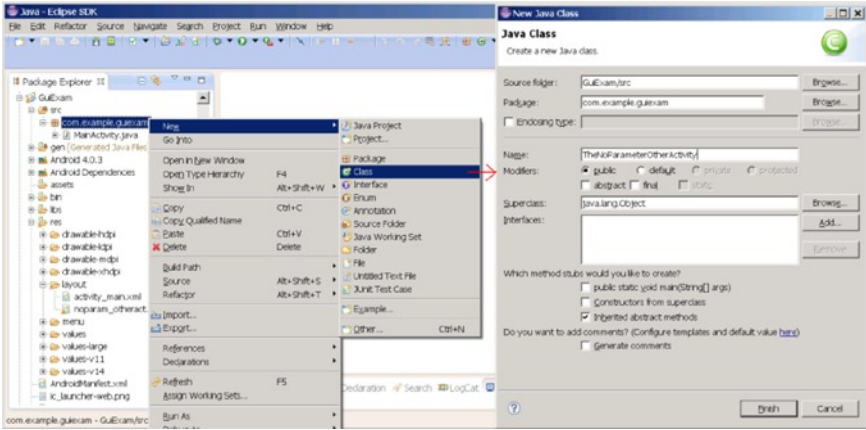 Java - Eclipse SDK
File Edit Refactor Source Navigate Search Project Run Window Help
Package Explorer
GuiExam
src
com.example.guiexam
MainActivity.java
gen [Generated Java Files
Android 4.0.3
Android Dependencies
assets
bin
libs
res
drawable-hdpi
drawable-ldpi
drawable-mdpi
drawable-xhdpi
layout
activity_main.xml
noparam_otheract
menu
values
values-large
values-v11
values-v14
AndroidManifest.xml
ic_launcher-web.png
com.example.guiexam - GuiExam/src
New
Go Into
Open in New Window
Open Type Hierarchy F4
Show In Alt+Shift+W
Copy Ctrl+C
Copy Qualified Name
Paste Ctrl+V
Delete Delete
Build Path
Source Alt+Shift+S
Refactor Alt+Shift+T
Import...
Export...
References
Declarations
Refresh F5
Assign Working Sets...
Run As
Java Project
Project...
Package
Class
Interface
Enum
Annotation
Source Folder
Java Working Set
Folder
File
Untitled Text File
JUnit Test Case
Example...
Other... Ctrl+N
Declaration Search LogCat
New Java Class
Java Class
Create a new Java class.
Source folder: GuiExam/src Browse...
Package: com.example.guiexam Browse...
Enclosing type: Browse...
Name: TheNoParameterOtherActivity
Modifiers: public default private protected
abstract final static
Superclass: java.lang.Object Browse...
Interfaces: Add...
Remove
Which method stubs would you like to create?
public static void main(String[] args)
Constructors from superclass
Inherited abstract methods
Do you want to add comments? (Configure templates and default value here)
Generate comments
Finish Cancel